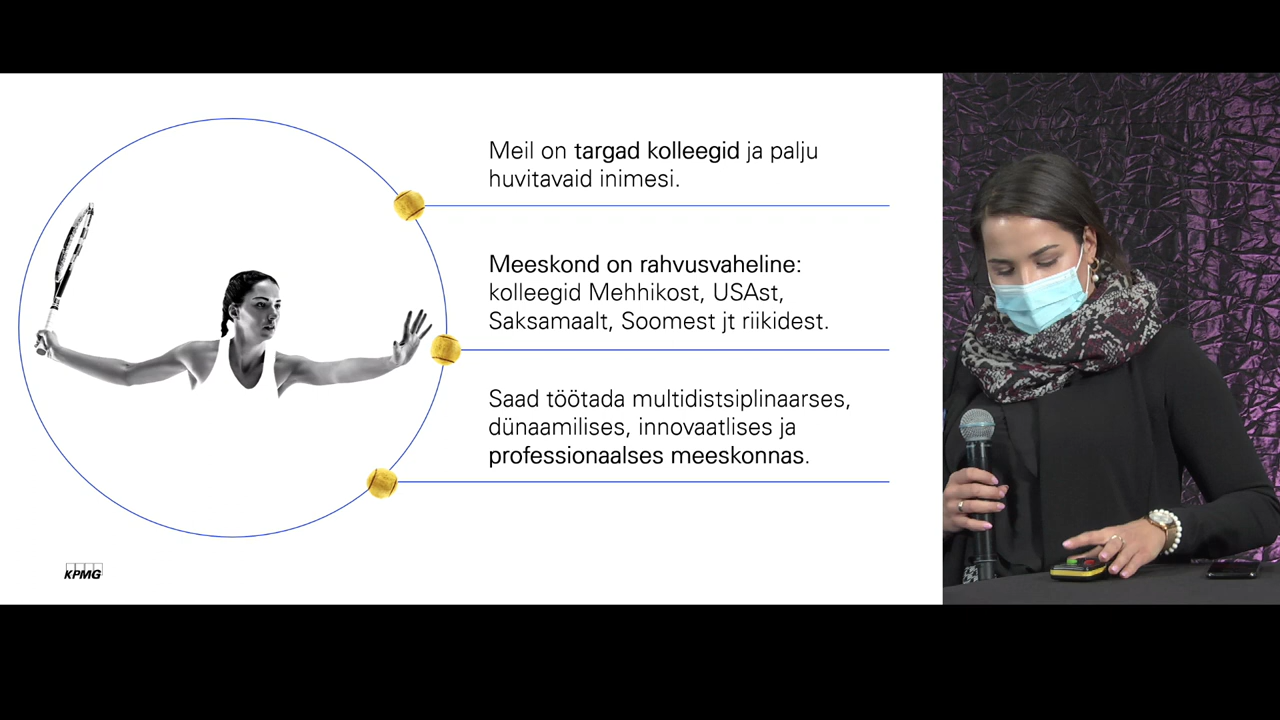 Meil on targad kolleegid ja palju
huvitavaid inimesi.
Meeskond on rahvusvaheline:
kolleegid Mehhikost, USAst,
Saksamaalt, Soomest jt riikidest.
Saad töötada multidistsiplinaarses,
dünaamilises, innovaatlises ja
professionaalses meeskonnas.
KPMG